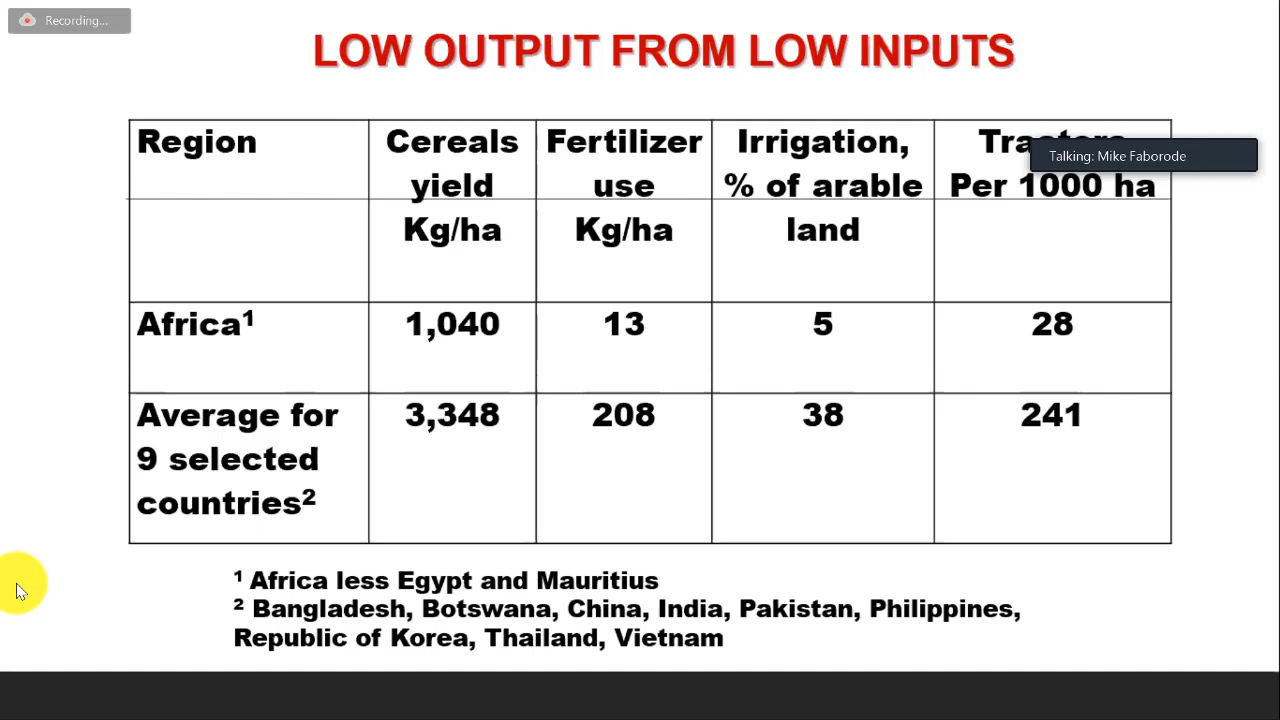 Recording...
LOW OUTPUT FROM LOW INPUTS
Region
Cereals
yield
Kg/ha
Fertilizer
use
Kg/ha
Irrigation,
% of arable
land
Per 1000 ha
Talking: Mike Faborode
Africa¹
1,040
13
5
28
Average for
9 selected
countries²
3,348
208
38
241
¹ Africa less Egypt and Mauritius
² Bangladesh, Botswana, China, India, Pakistan, Philippines,
Republic of Korea, Thailand, Vietnam